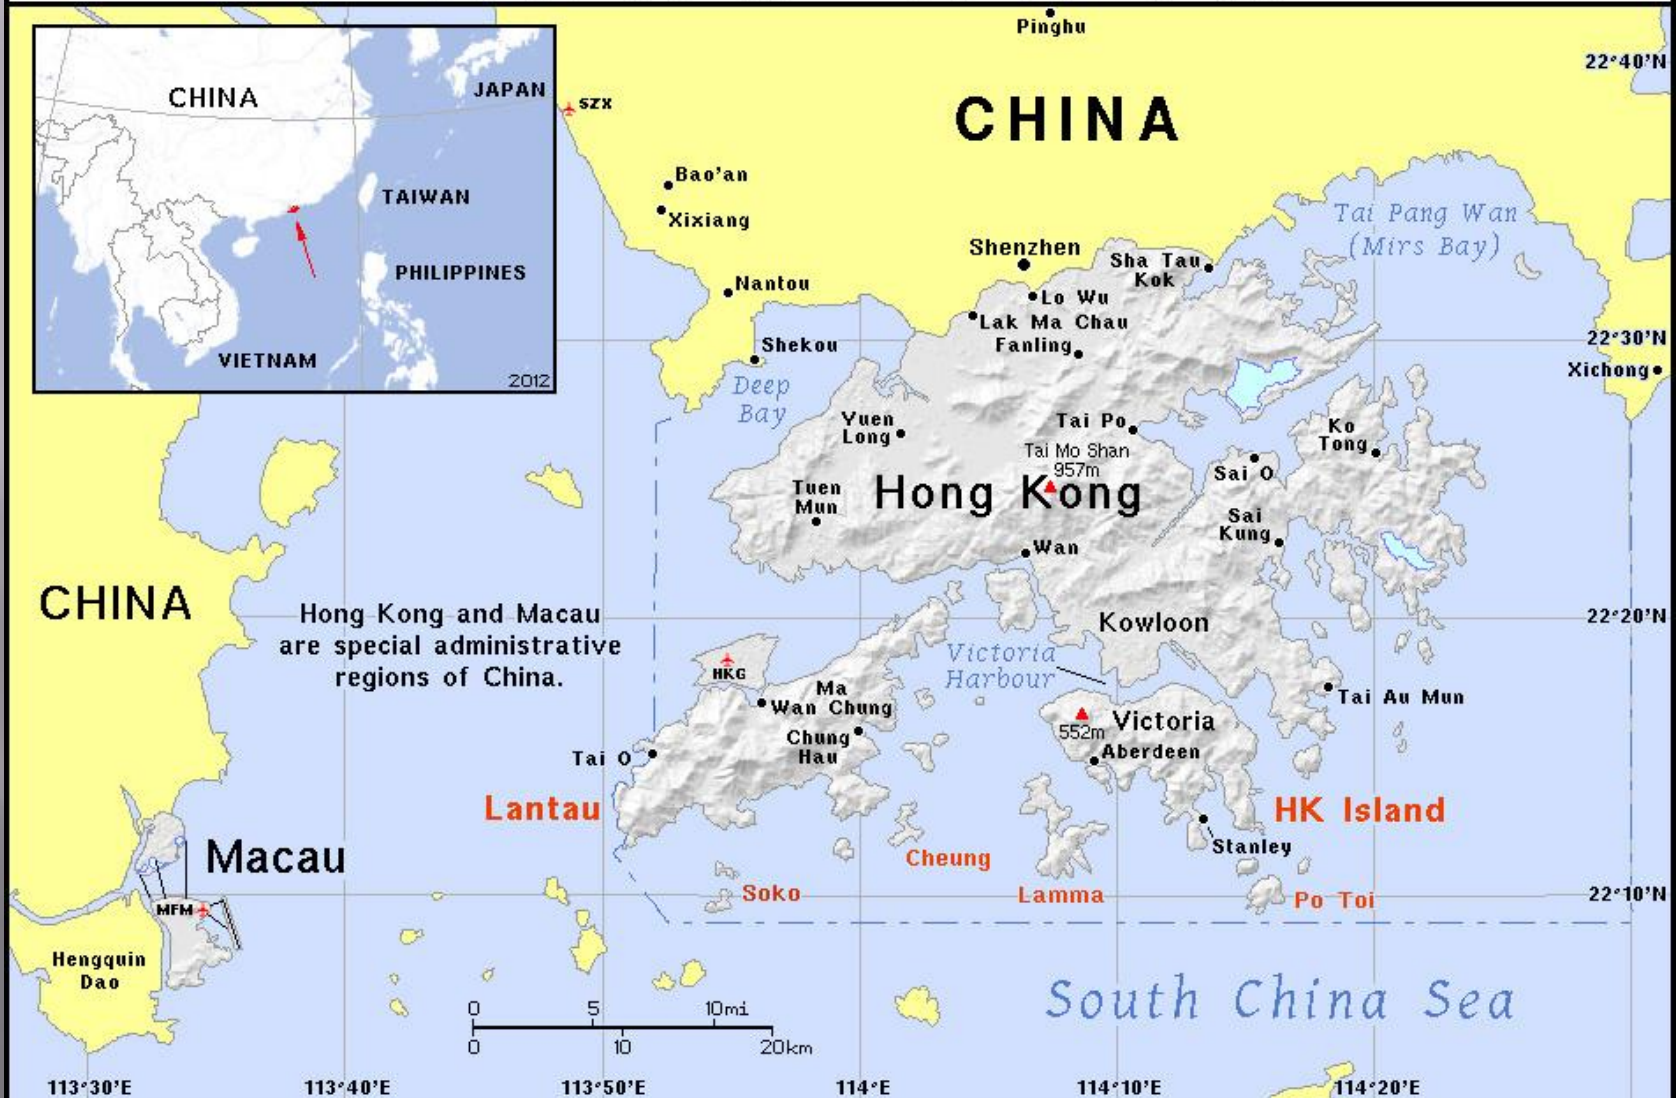 Pinghu
22°40'N
CHINA
JAPAN
SZX
CHINA
Bao'an
TAIWAN
Xixiang
Tai Pang Wan
(Mirs Bay)
Shenzhen
Sha Tau
Kok
PHILIPPINES
Nantou
Lo Wu
Lak Ma Chau
Fanling
22°30'N
Shekou
VIETNAM
2012
Xichong
Deep
Bay
Yuen
Long
Tai Po
Ko
Tong
Tai Mo Shan
957m
Sai O
Tuen
Mun
Hong Kong
Sai
Kung
Wan
CHINA
Hong Kong and Macau
are special administrative
regions of China.
Kowloon
22°20'N
Victoria
Harbour
HKG
Ma
Wan Chung
Tai Au Mun
Victoria
552m
Chung
Hau
Aberdeen
Tai O
Lantau
HK Island
Stanley
Macau
Cheung
Soko
Lamma
Po Toi
22°10'N
MFM
Hengquin
Dao
South China Sea
0 5 10mi
0 10 20km
113°30'E 113°40'E 113°50'E 114°E 114°10'E 114°20'E